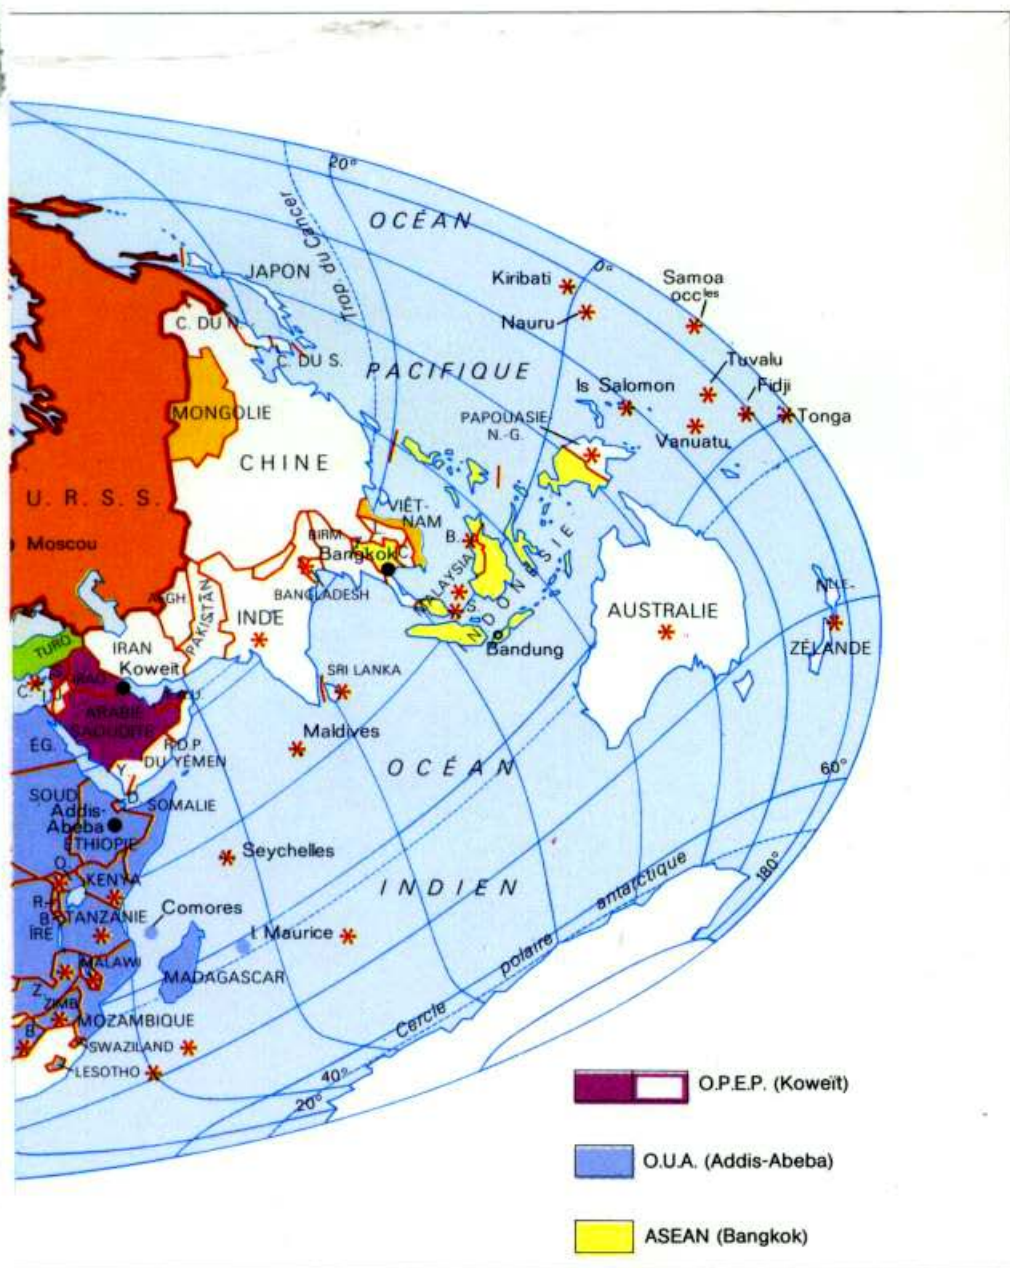 20°
Trop. du Cancer
OCÉAN
JAPON
Kiribati
0°
Samoa
occles
Nauru
C. DU N.
C. DU S.
PACIFIQUE
Tuvalu
Is Salomon
Fidji
MONGOLIE
PAPOUASIE-
N.-G.
Tonga
Vanuatu
CHINE
U. R. S. S.
VIÊT-
NAM
BIRM.
B.
Moscou
Bangkok
C.
MALAYSIA
INDONÉSIE
AFGH.
PAKISTAN
BANGLADESH
S.
NLLE-
ZÉLANDE
INDE
AUSTRALIE
TURQ.
IRAN
Koweït
Bandung
C.
IRAQ
SRI LANKA
ARABIE
SAOUDITE
Maldives
ÉG.
R.D.P.
DU YÉMEN
Y.
OCÉAN
60°
SOUD.
D.
SOMALIE
Addis-
Abeba
ÉTHIOPIE
Seychelles
180°
O.
KENYA
INDIEN
R.
B.
TANZANIE
Comores
ÏRE
I. Maurice
Cercle polaire antarctique
MALAWI
MADAGASCAR
Z.
ZIMB.
MOZAMBIQUE
B.
SWAZILAND
LESOTHO
40°
20°
O.P.E.P. (Koweït)
O.U.A. (Addis-Abeba)
ASEAN (Bangkok)